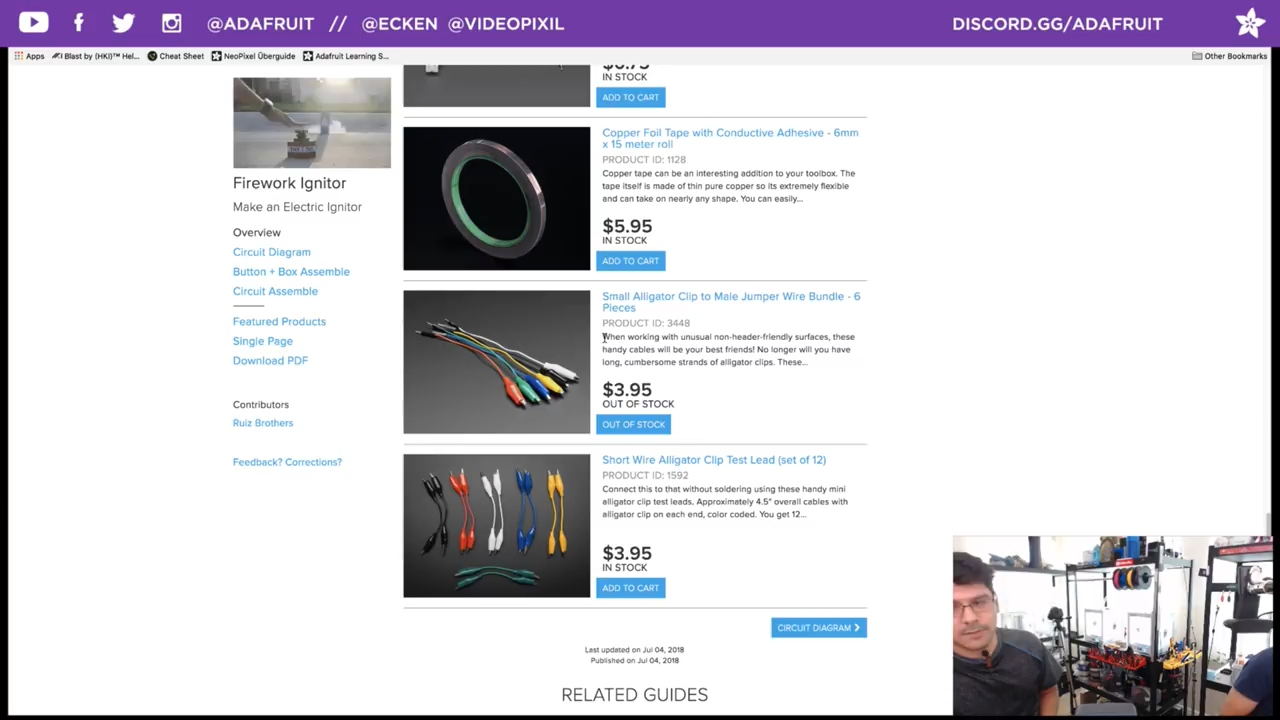 @ADAFRUIT // @ECKEN @VIDEOPIXIL
DISCORD.GG/ADAFRUIT
Apps
Blast by (HKI)™ Hel...
Cheat Sheet
NeoPixel Überguide
Adafruit Learning S...
Other Bookmarks
IN STOCK
ADD TO CART
Firework Ignitor
Make an Electric Ignitor
Overview
Circuit Diagram
Button + Box Assemble
Circuit Assemble
Featured Products
Single Page
Download PDF
Contributors
Ruiz Brothers
Feedback? Corrections?
Copper Foil Tape with Conductive Adhesive - 6mm
x 15 meter roll
PRODUCT ID: 1128
Copper tape can be an interesting addition to your toolbox. The
tape itself is made of thin pure copper so its extremely flexible
and can take on nearly any shape. You can easily...
$5.95
IN STOCK
ADD TO CART
Small Alligator Clip to Male Jumper Wire Bundle - 6
Pieces
PRODUCT ID: 3448
When working with unusual non-header-friendly surfaces, these
handy cables will be your best friends! No longer will you have
long, cumbersome strands of alligator clips. These...
$3.95
OUT OF STOCK
OUT OF STOCK
Short Wire Alligator Clip Test Lead (set of 12)
PRODUCT ID: 1592
Connect this to that without soldering using these handy mini
alligator clip test leads. Approximately 4.5" overall cables with
alligator clip on each end, color coded. You get 12...
$3.95
IN STOCK
ADD TO CART
CIRCUIT DIAGRAM
Last updated on Jul 04, 2018
Published on Jul 04, 2018
RELATED GUIDES